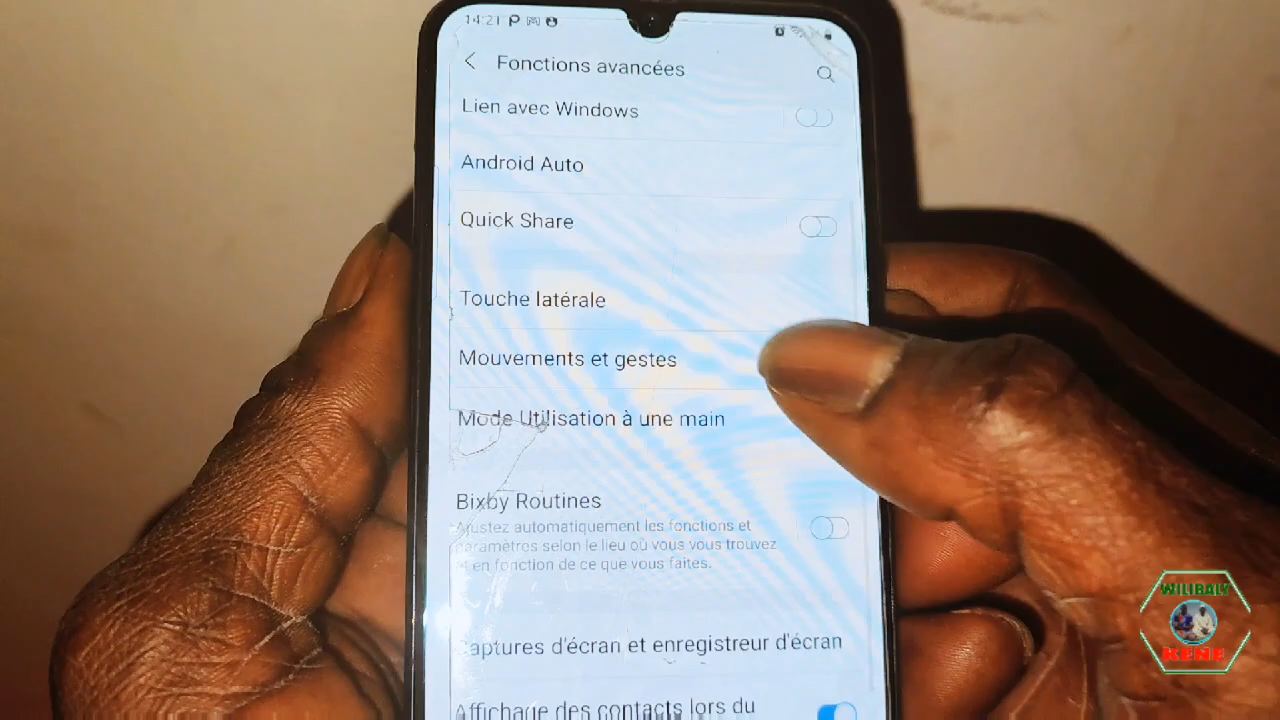 14:21
Fonctions avancées
Lien avec Windows
Android Auto
Quick Share
Touche latérale
Mouvements et gestes
Mode Utilisation à une main
Bixby Routines
Ajustez automatiquement les fonctions et
paramètres selon le lieu où vous vous trouvez
et en fonction de ce que vous faites.
Captures d'écran et enregistreur d'écran
Affichage des contacts lors du
WILIBALY
KENE